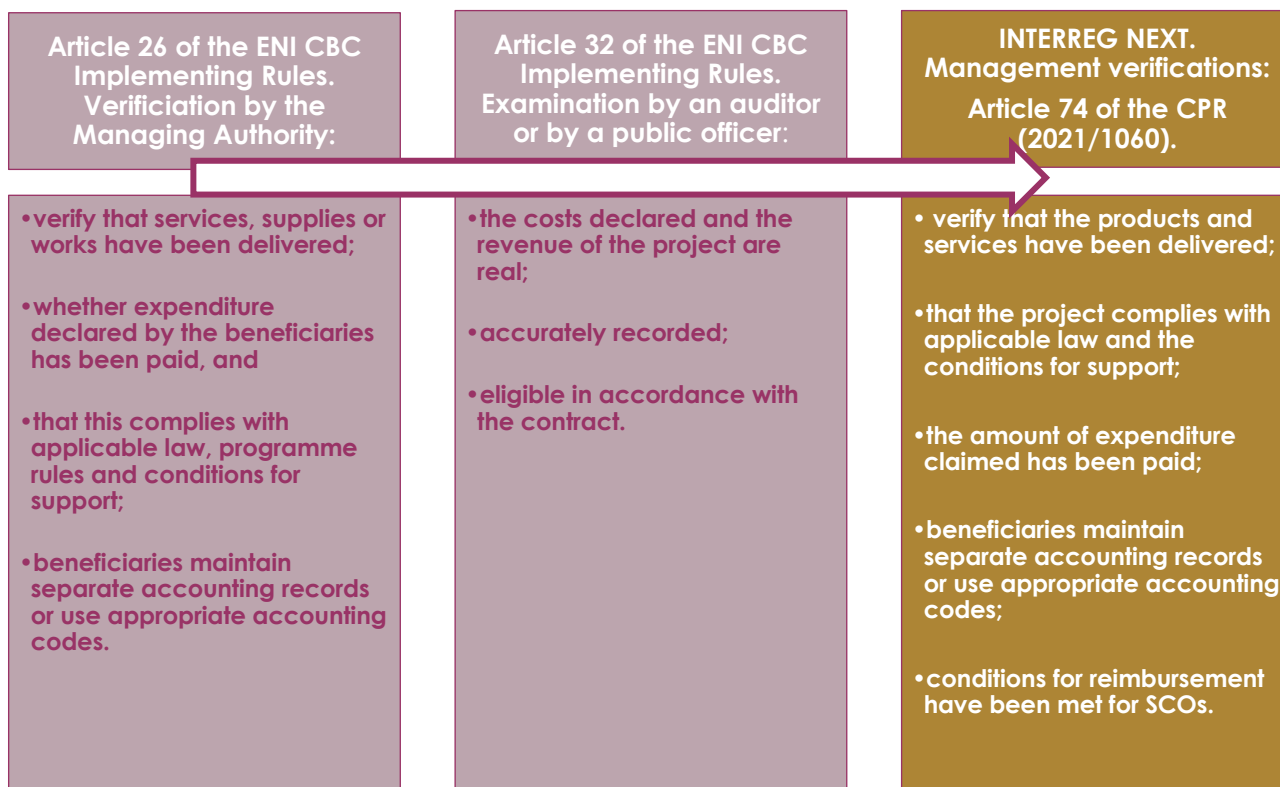 Article 26 of the ENI CBC
Implementing Rules.
Verificiation by the
Managing Authority:
•verify that services, supplies or
works have been delivered;
•whether expenditure
declared by the beneficiaries
has been paid, and
•that this complies with
applicable law, programme
rules and conditions for
support;
•beneficiaries maintain
separate accounting records
or use appropriate accounting
codes.
Article 32 of the ENI CBC
Implementing Rules.
Examination by an auditor
or by a public officer:
•the costs declared and the
revenue of the project are
real;
•accurately recorded;
•eligible in accordance with
the contract.
INTERREG NEXT.
Management verifications:
Article 74 of the CPR
(2021/1060).
• verify that the products and
services have been delivered;
•that the project complies with
applicable law and the
conditions for support;
•the amount of expenditure
claimed has been paid;
•beneficiaries maintain
separate accounting records
or use appropriate accounting
codes;
•conditions for reimbursement
have been met for SCOs.